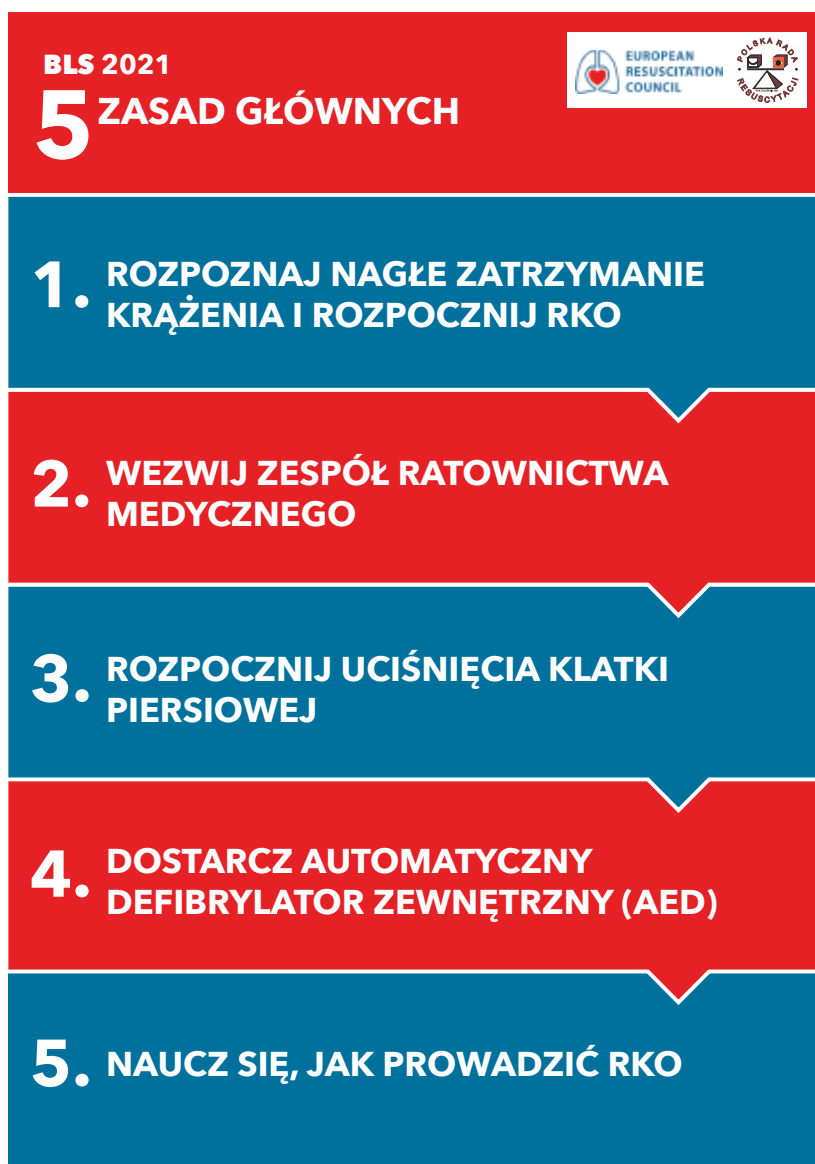 BLS 2021
5 ZASAD GŁÓWNYCH
EUROPEAN
RESUSCITATION
COUNCIL
POLSKA RADA
RESUSCYTACJI
1. ROZPOZNAJ NAGŁE ZATRZYMANIE
KRĄŻENIA I ROZPOCZNIJ RKO
2. WEZWIJ ZESPÓŁ RATOWNICTWA
MEDYCZNEGO
3. ROZPOCZNIJ UCIŚNIĘCIA KLATKI
PIERSIOWEJ
4. DOSTARCZ AUTOMATYCZNY
DEFIBRYLATOR ZEWNĘTRZNY (AED)
5. NAUCZ SIĘ, JAK PROWADZIĆ RKO